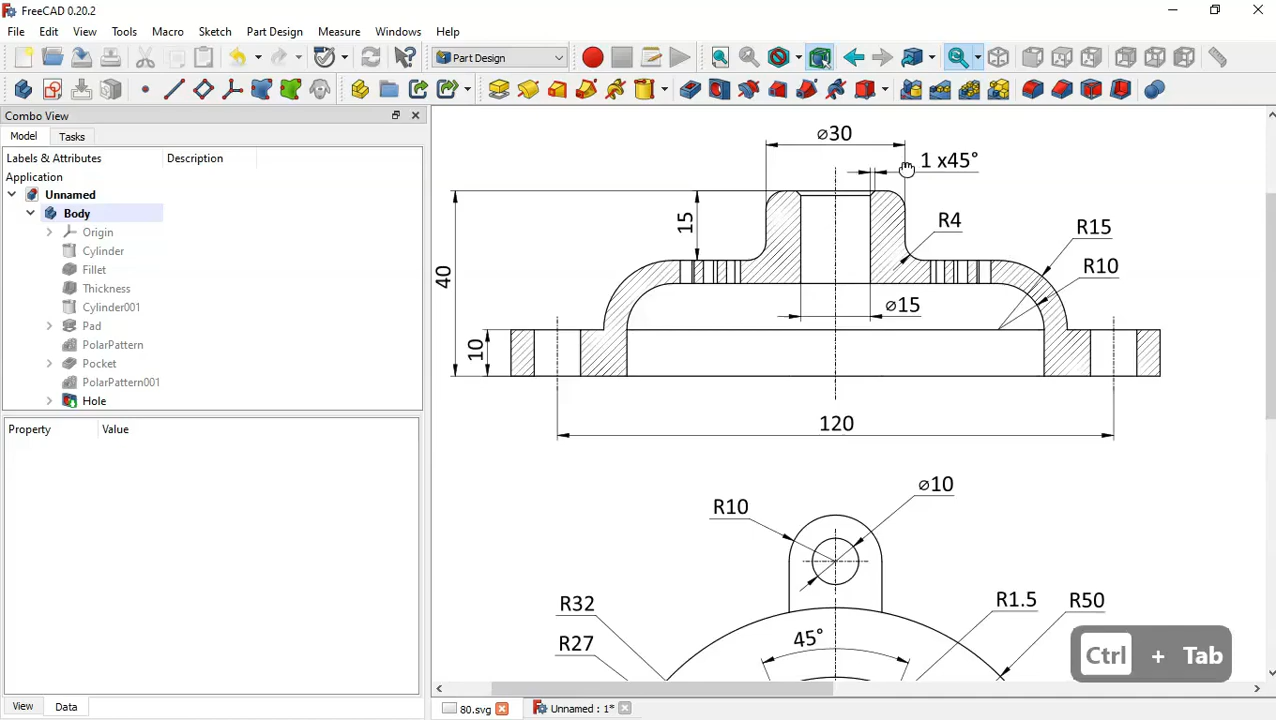 FreeCAD 0.20.2
File Edit View Tools Macro Sketch Part Design Measure Windows Help
Part Design
Combo View
Model Tasks
Labels & Attributes Description
Application
Unnamed
Body
Origin
Cylinder
Fillet
Thickness
Cylinder001
Pad
PolarPattern
Pocket
PolarPattern001
Hole
Property Value
View Data
⌀30
1 x45°
15
R4
R15
R10
40
⌀15
10
120
⌀10
R10
R32
R1.5 R50
45°
R27
Ctrl + Tab
80.svg Unnamed : 1*